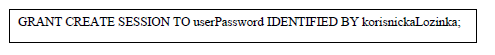 GRANT CREATE SESSION TO userPassword IDENTIFIED BY korisnickaLozinka;